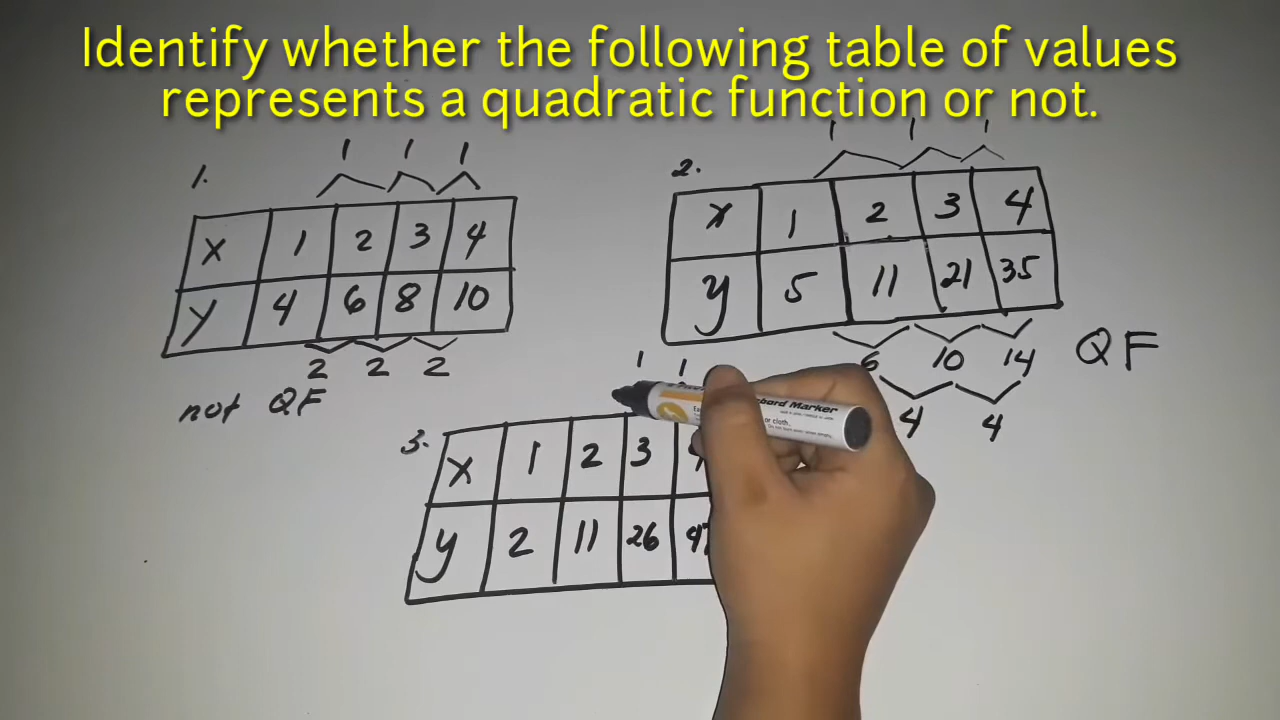 Identify whether the following table of values
represents a quadratic function or not.
1.
1 1 1
x 1 2 3 4
y 4 6 8 10
2 2 2
not QF
2.
1 1 1
x 1 2 3 4
y 5 11 21 35
6 10 14
4 4
QF
3.
1 1
x 1 2 3
y 2 11 26 47
board Marker